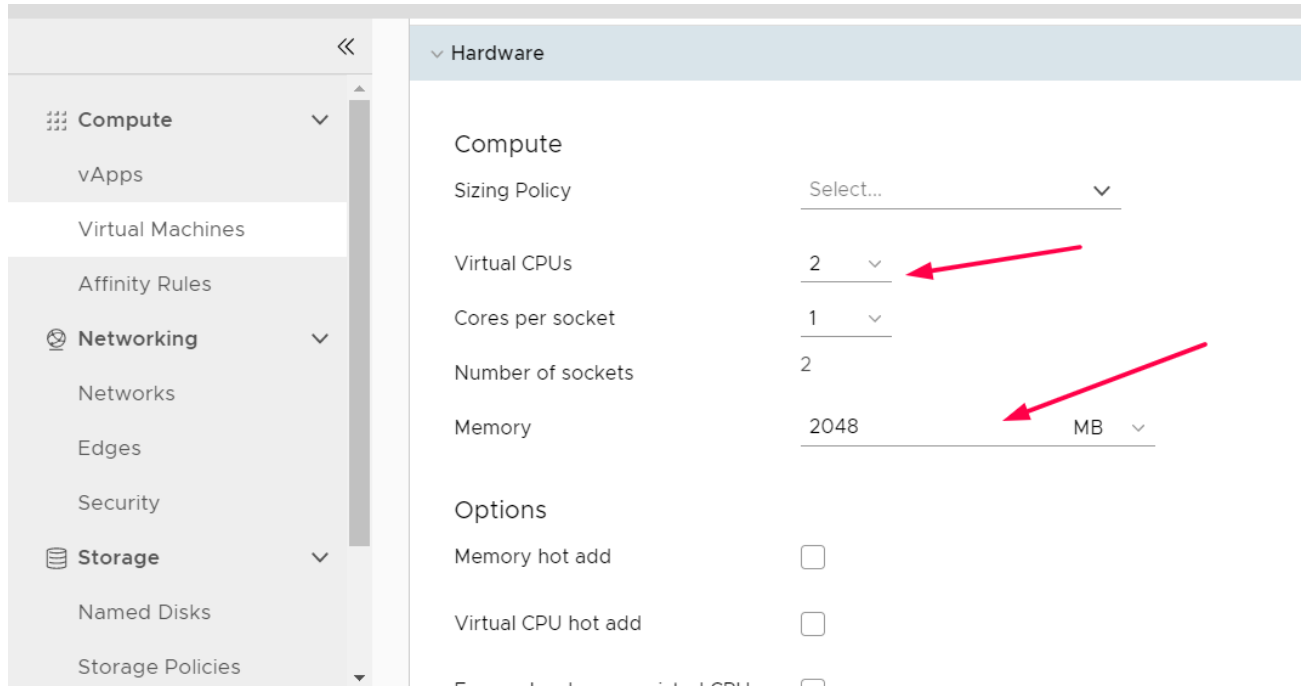 Compute
vApps
Virtual Machines
Affinity Rules
Networking
Networks
Edges
Security
Storage
Named Disks
Storage Policies
Hardware
Compute
Sizing Policy Select...
Virtual CPUs 2
Cores per socket 1
Number of sockets 2
Memory 2048 MB
Options
Memory hot add
Virtual CPU hot add